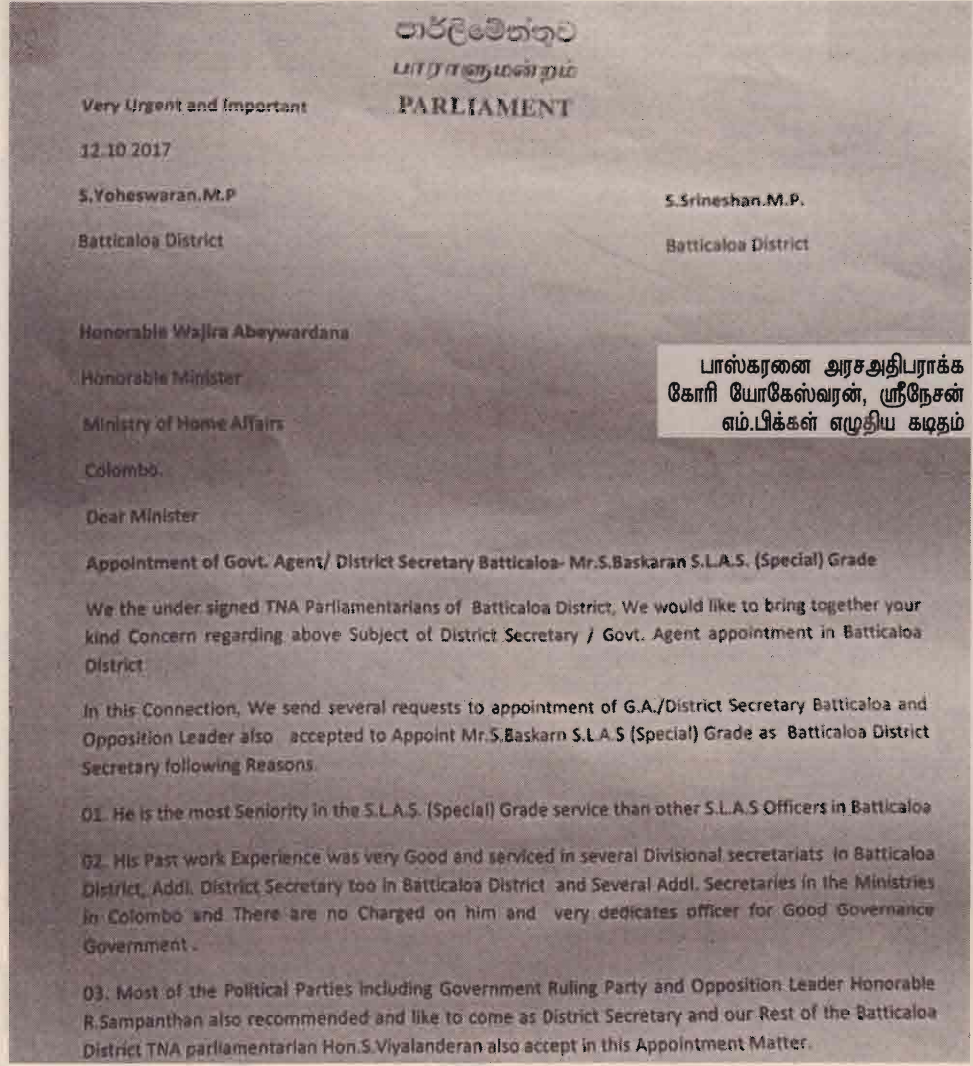 පාර්ලිමේන්තුව
பாராளுமன்றம்
PARLIAMENT
Very Urgent and Important
12.10 2017
S.Yoheswaran.M.P
Batticaloa District
S.Srineshan.M.P.
Batticaloa District
Honorable Wajira Abeywardana
Honorable Minister
Ministry of Home Affairs
Colombo.
Dear Minister
பாஸ்கரனை அரசஅதிபராக்க
கோரி யோகேஸ்வரன், ஸ்ரீநேசன்
எம்.பிக்கள் எழுதிய கடிதம்
Appointment of Govt. Agent/ District Secretary Batticaloa- Mr.S.Baskaran S.L.A.S. (Special) Grade
We the under signed TNA Parliamentarians of Batticaloa District, We would like to bring together your
kind Concern regarding above Subject of District Secretary / Govt. Agent appointment in Batticaloa
District
In this Connection, We send several requests to appointment of G.A./District Secretary Batticaloa and
Opposition Leader also accepted to Appoint Mr.S.Baskarn S.L.A.S (Special) Grade as Batticaloa District
Secretary following Reasons.
01. He is the most Seniority in the S.L.A.S. (Special) Grade service than other S.L.A.S Officers in Batticaloa
02. His Past work Experience was very Good and serviced in several Divisional secretariats in Batticaloa
District, Addl. District Secretary too in Batticaloa District and Several Addl. Secretaries in the Ministries
in Colombo and There are no Charged on him and very dedicates officer for Good Governance
Government .
03. Most of the Political Parties including Government Ruling Party and Opposition Leader Honorable
R.Sampanthan also recommended and like to come as District Secretary and our Rest of the Batticaloa
District TNA parliamentarian Hon.S.Viyalanderan also accept in this Appointment Matter.